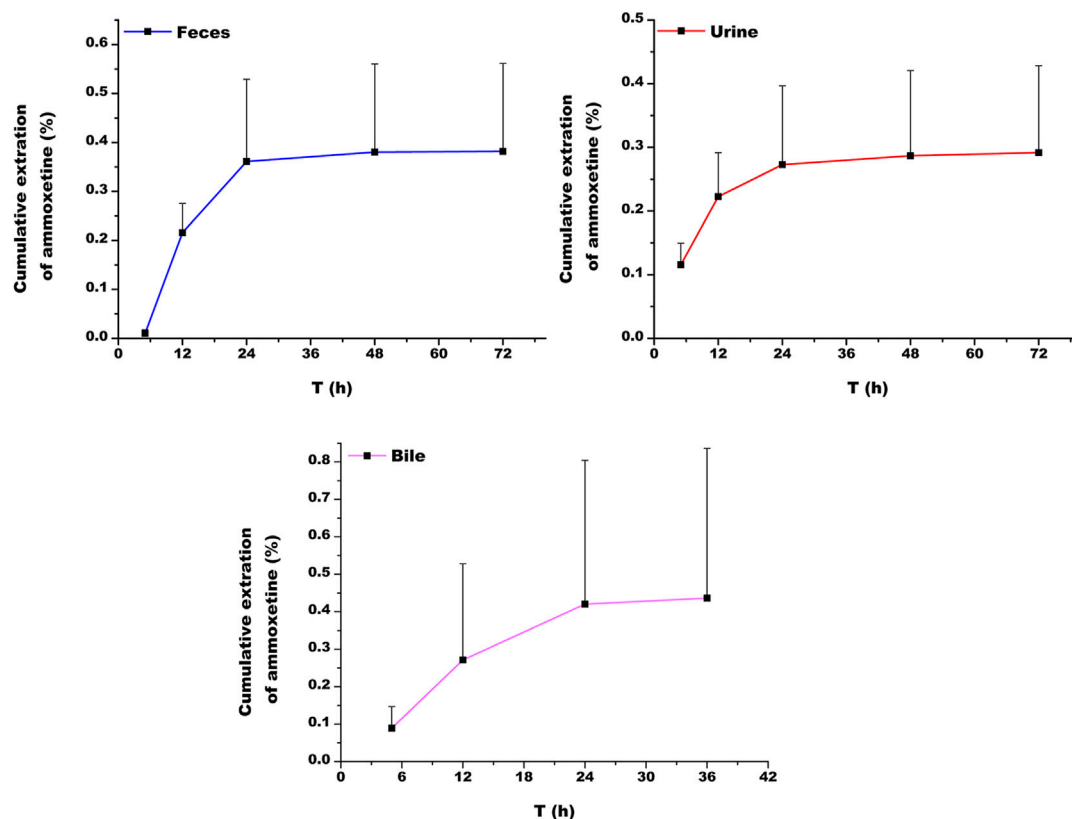 Feces
Cumulative extration
of ammoxetine (%)
0.6
0.5
0.4
0.3
0.2
0.1
0.0
0 12 24 36 48 60 72
T (h)
Urine
Cumulative extration
of ammoxetine (%)
0.5
0.4
0.3
0.2
0.1
0.0
0 12 24 36 48 60 72
T (h)
Bile
Cumulative extration
of ammoxetine (%)
0.8
0.7
0.6
0.5
0.4
0.3
0.2
0.1
0.0
0 6 12 24 30 36 42
T (h)